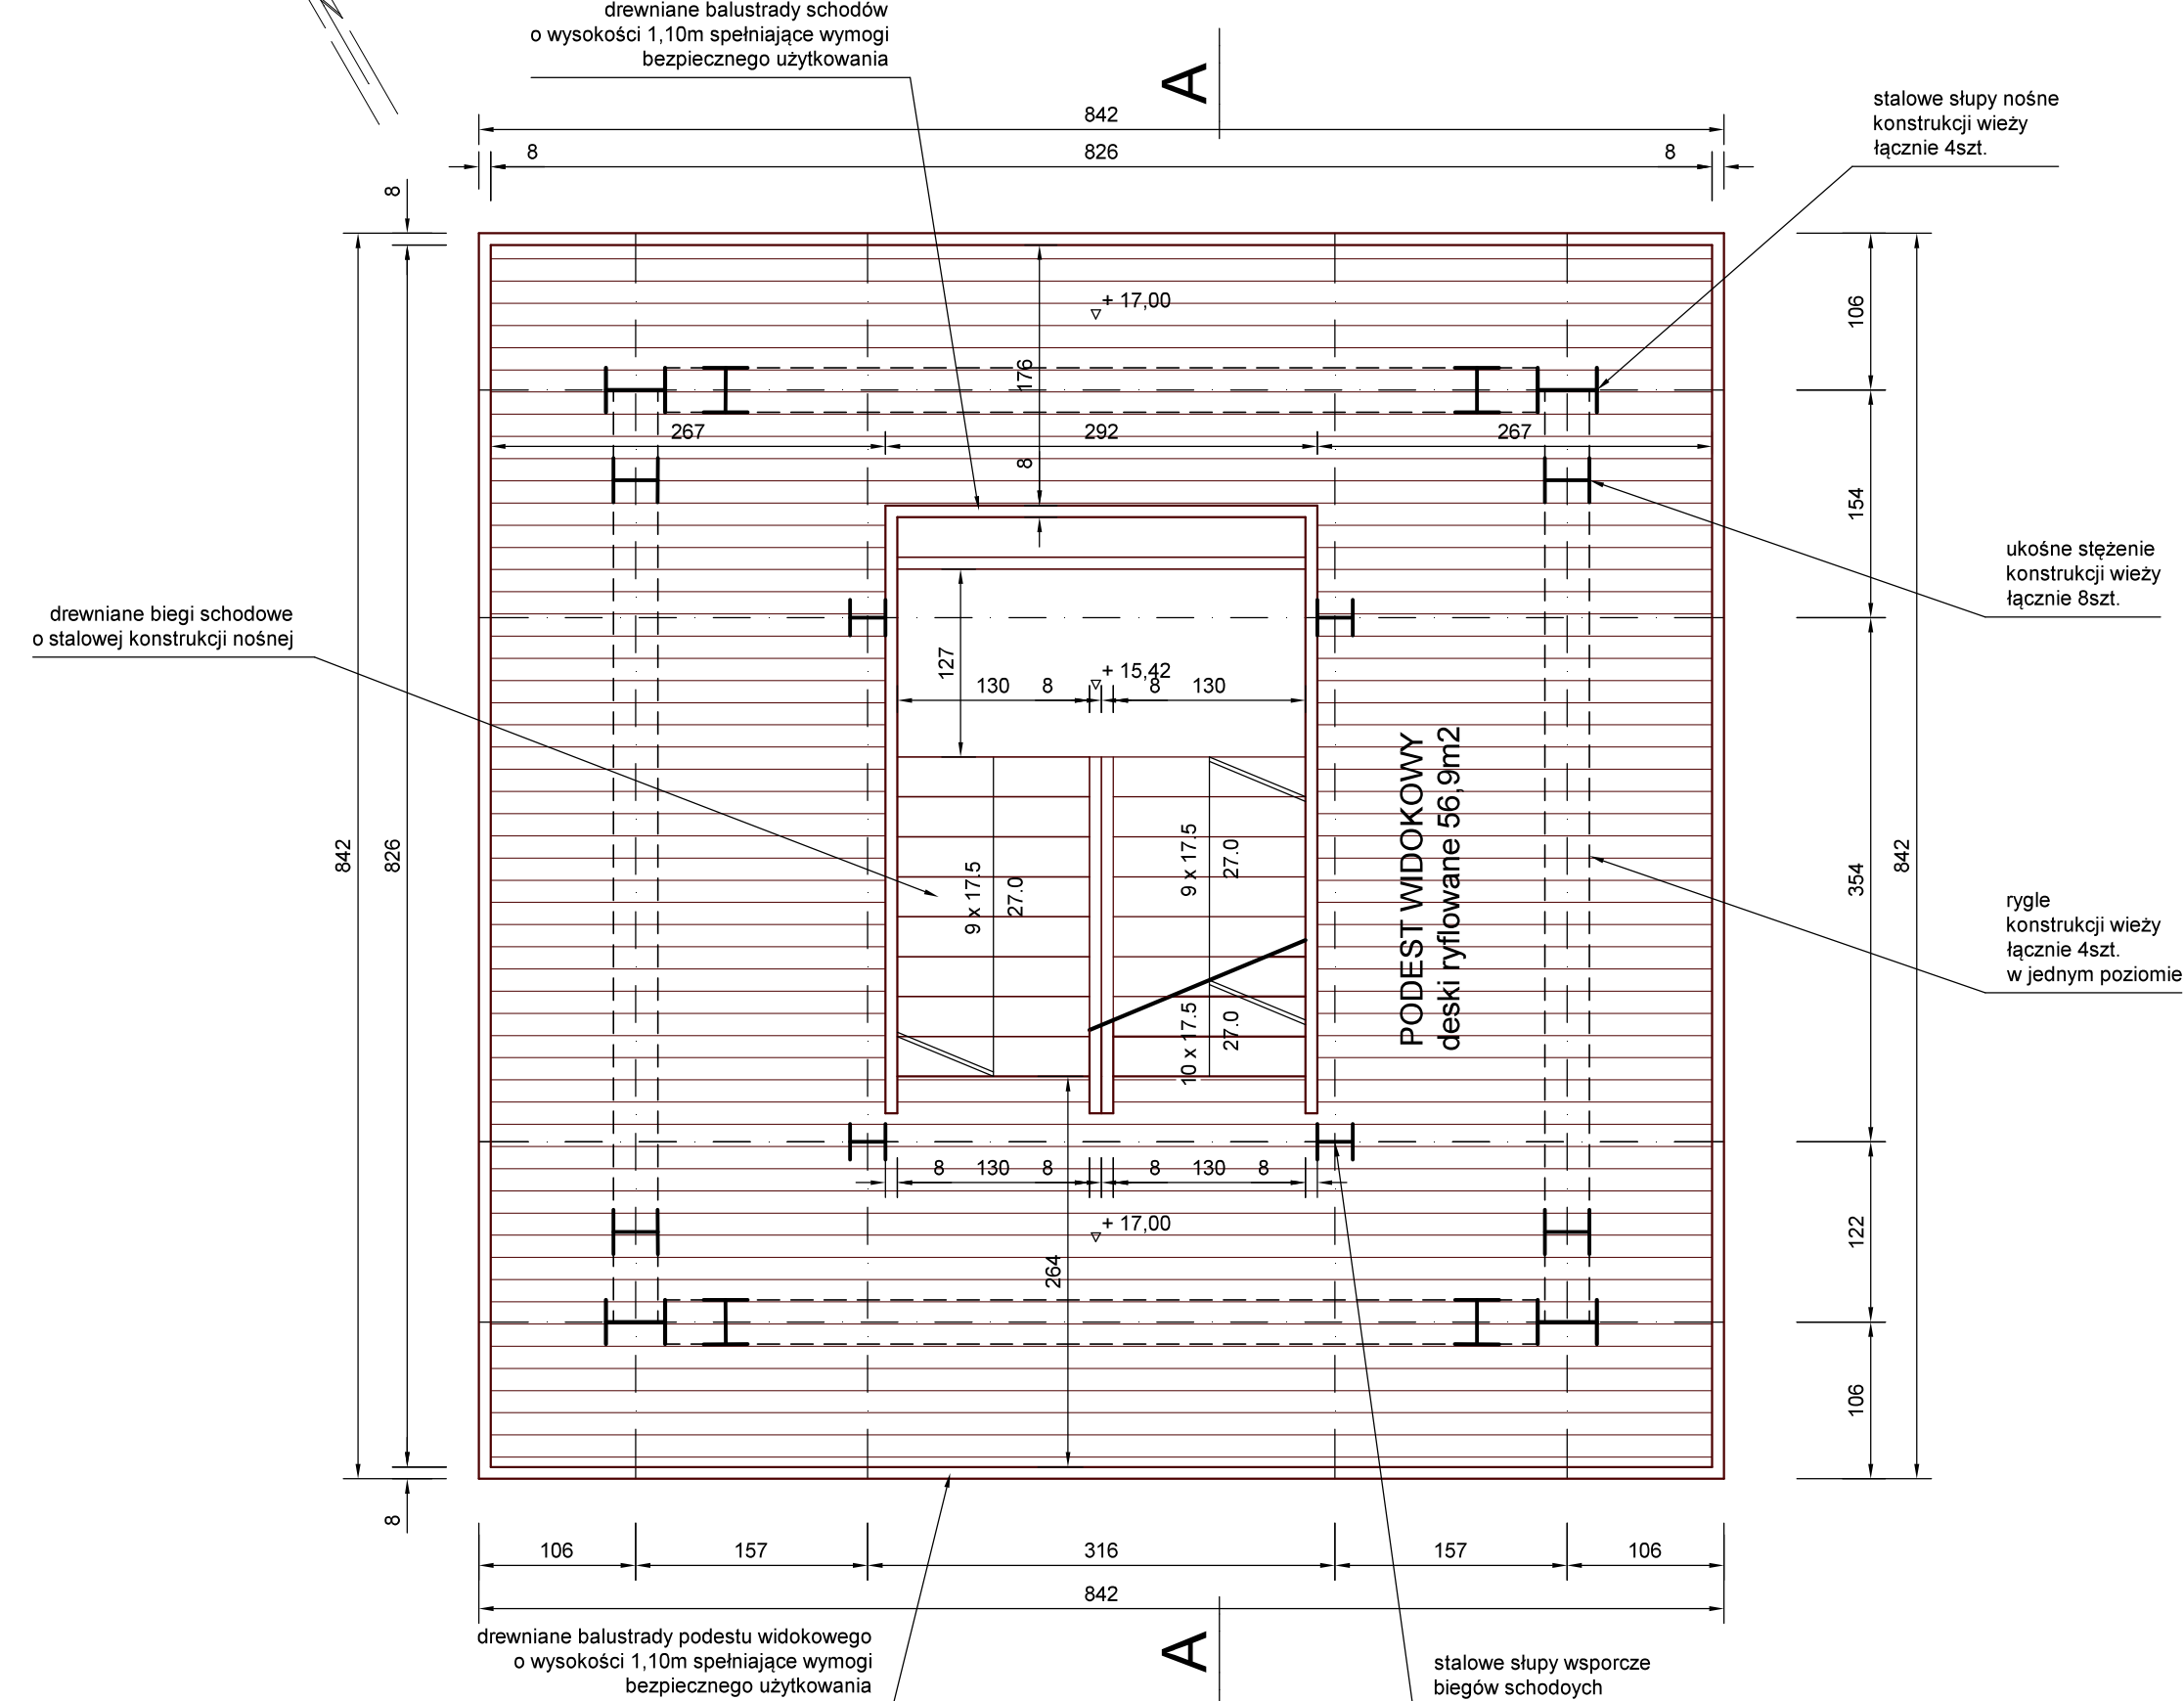 drewniane balustrady schodów
o wysokości 1,10m spełniające wymogi
bezpiecznego użytkowania
A
842
8
826
8
stalowe słupy nośne
konstrukcji wieży
łącznie 4szt.
8
+ 17,00
106
176
267
292
267
8
154
ukośne stężenie
konstrukcji wieży
łącznie 8szt.
drewniane biegi schodowe
o stalowej konstrukcji nośnej
127
+ 15,42
130
8
8
130
842
826
9 x 17.5
27.0
9 x 17.5
27.0
10 x 17.5
27.0
PODEST WIDOKOWY
deski ryflowane 56,9m2
354
842
rygle
konstrukcji wieży
łącznie 4szt.
w jednym poziomie
8
130
8
8
130
8
+ 17,00
264
122
106
8
106
157
316
157
106
842
drewniane balustrady podestu widokowego
o wysokości 1,10m spełniające wymogi
bezpiecznego użytkowania
A
stalowe słupy wsporcze
biegów schodoych